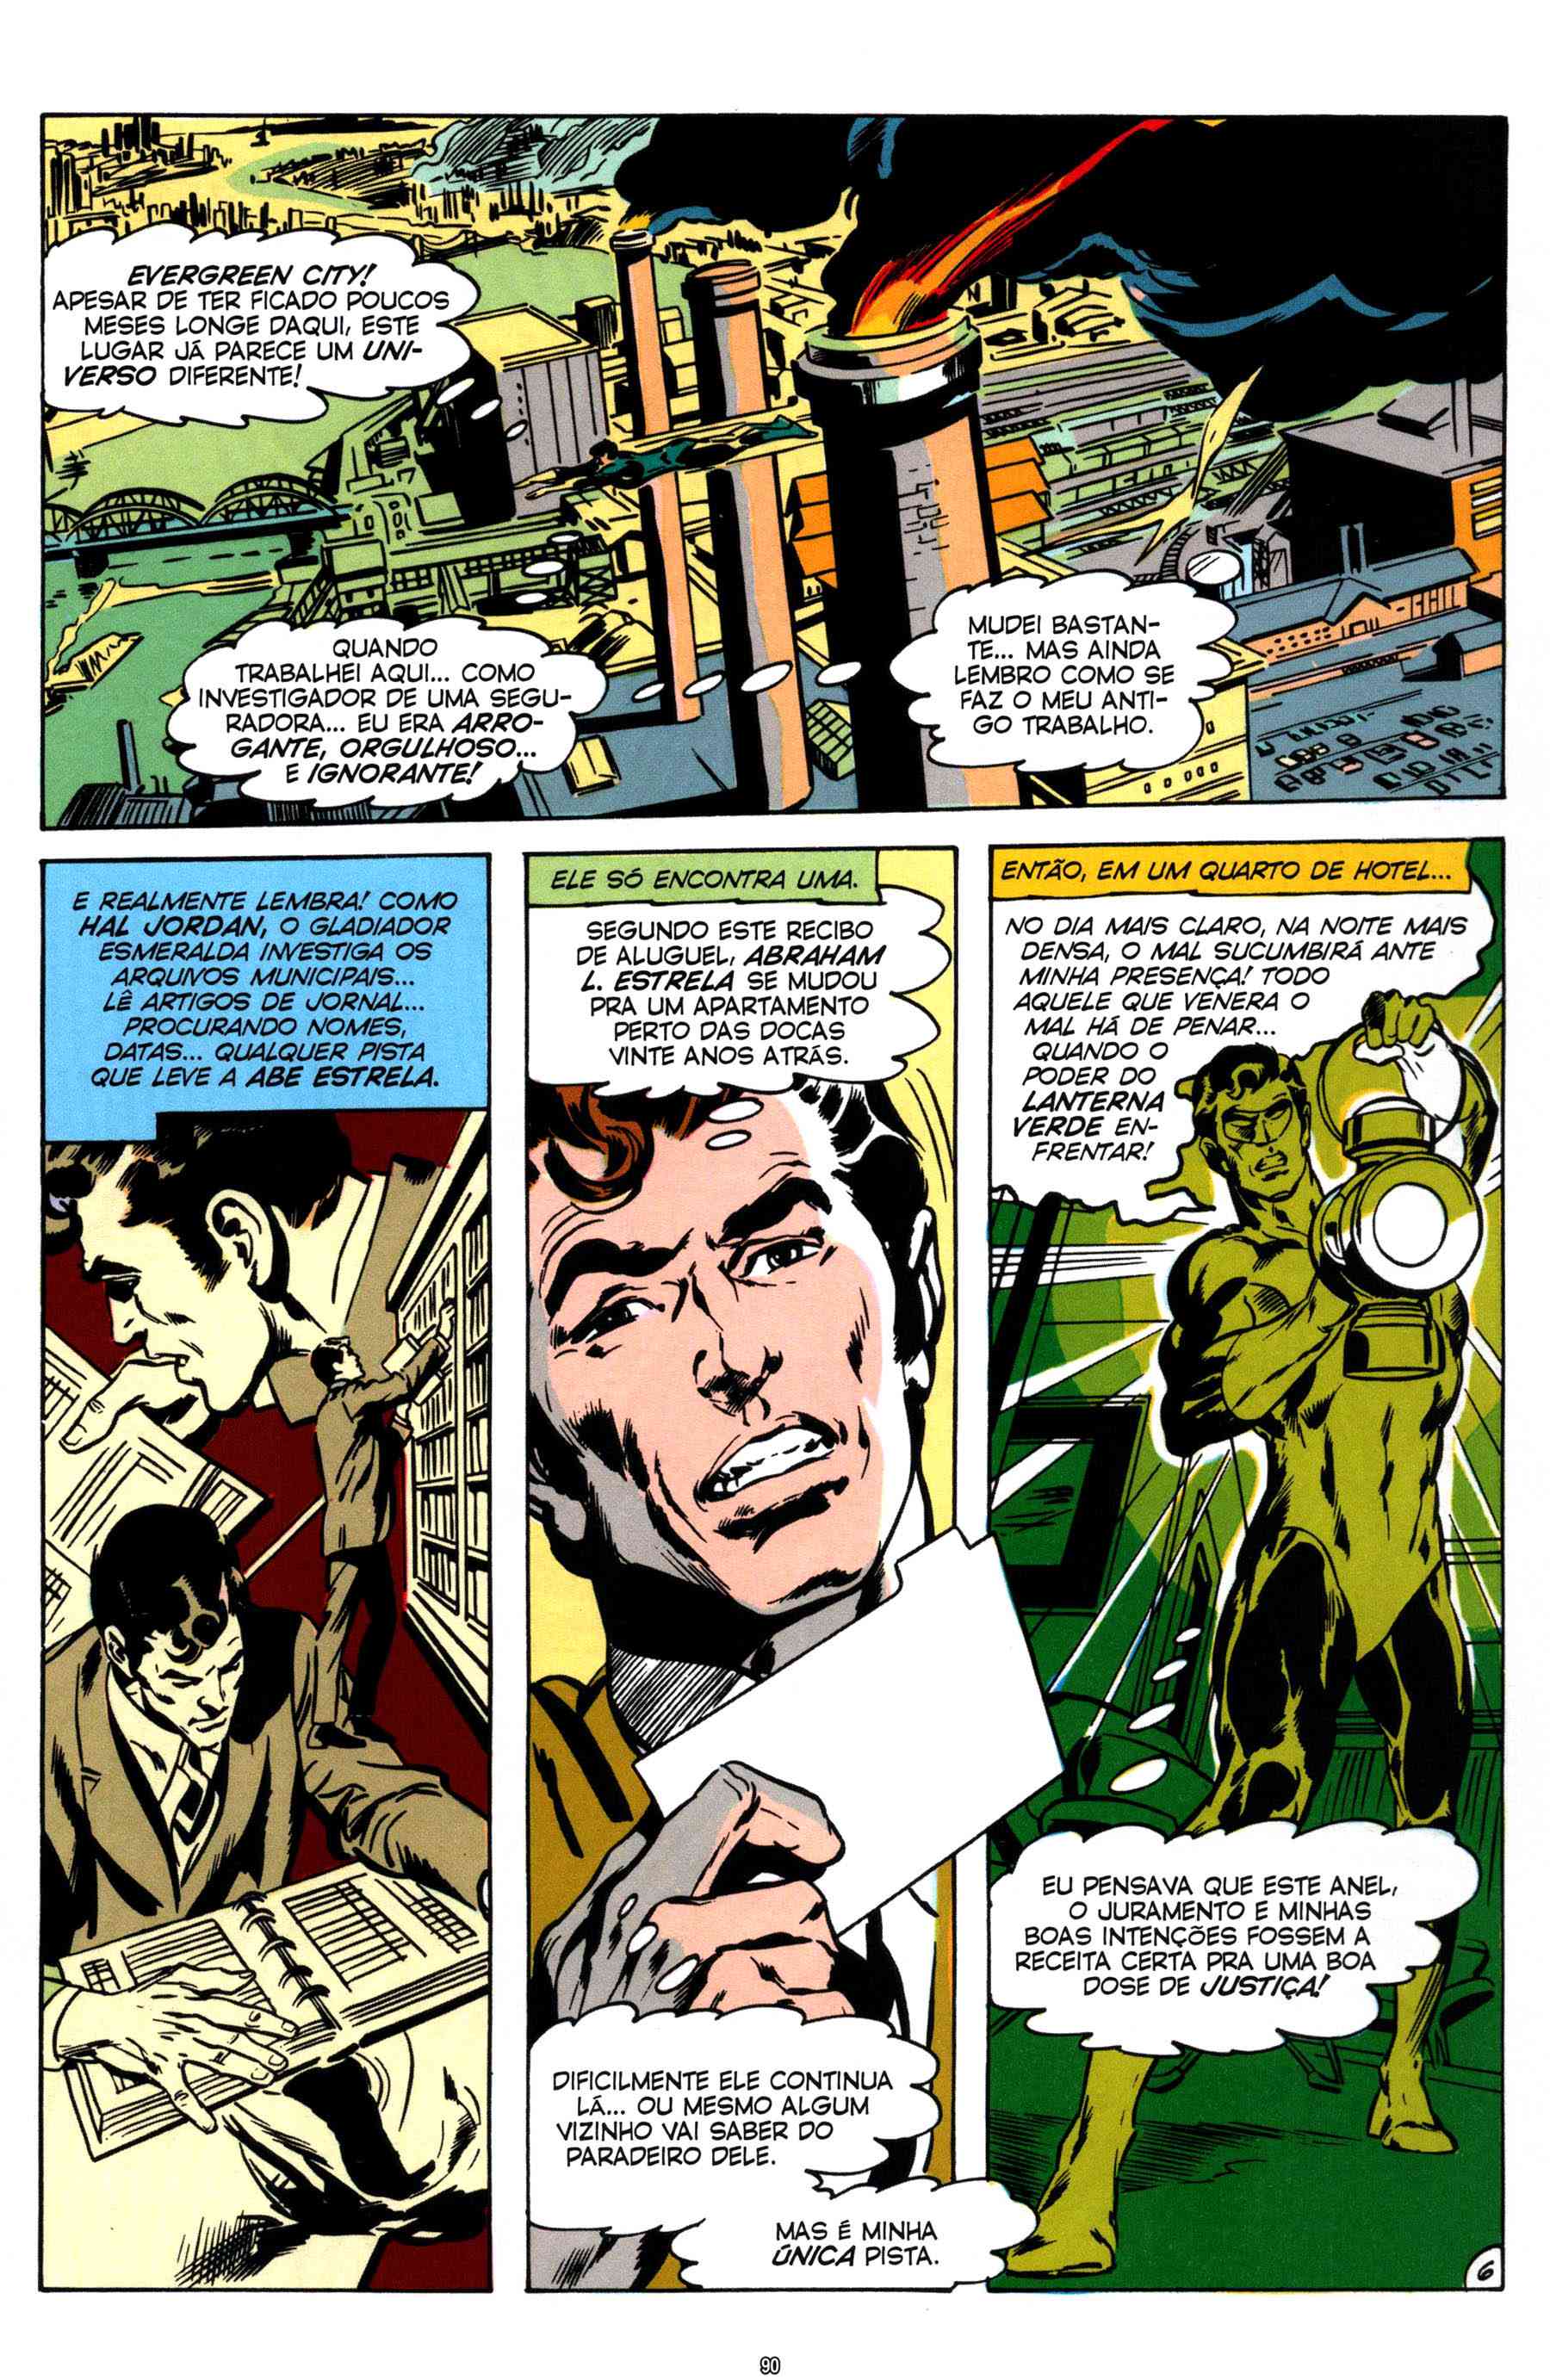 EVERGREEN CITY!
APESAR DE TER FICADO POUCOS
MESES LONGE DAQUI, ESTE
LUGAR JÁ PARECE UM UNI-
VERSO DIFERENTE!
QUANDO
TRABALHEI AQUI... COMO
INVESTIGADOR DE UMA SEGU-
RADORA... EU ERA ARRO-
GANTE, ORGULHOSO...
E IGNORANTE!
MUDEI BASTAN-
TE... MAS AINDA
LEMBRO COMO SE
FAZ O MEU ANTI-
GO TRABALHO.
E REALMENTE LEMBRA! COMO
HAL JORDAN, O GLADIADOR
ESMERALDA INVESTIGA OS
ARQUIVOS MUNICIPAIS...
LÊ ARTIGOS DE JORNAL...
PROCURANDO NOMES,
DATAS... QUALQUER PISTA
QUE LEVE A ABE ESTRELA.
ELE SÓ ENCONTRA UMA.
SEGUNDO ESTE RECIBO
DE ALUGUEL, ABRAHAM
L. ESTRELA SE MUDOU
PRA UM APARTAMENTO
PERTO DAS DOCAS
VINTE ANOS ATRÁS.
DIFICILMENTE ELE CONTINUA
LÁ... OU MESMO ALGUM
VIZINHO VAI SABER DO
PARADEIRO DELE.
MAS É MINHA
ÚNICA PISTA.
ENTÃO, EM UM QUARTO DE HOTEL...
NO DIA MAIS CLARO, NA NOITE MAIS
DENSA, O MAL SUCUMBIRÁ ANTE
MINHA PRESENÇA! TODO
AQUELE QUE VENERA O
MAL HÁ DE PENAR...
QUANDO O
PODER DO
LANTERNA
VERDE EN-
FRENTAR!
EU PENSAVA QUE ESTE ANEL,
O JURAMENTO E MINHAS
BOAS INTENÇÕES FOSSEM A
RECEITA CERTA PRA UMA BOA
DOSE DE JUSTIÇA!
6
90